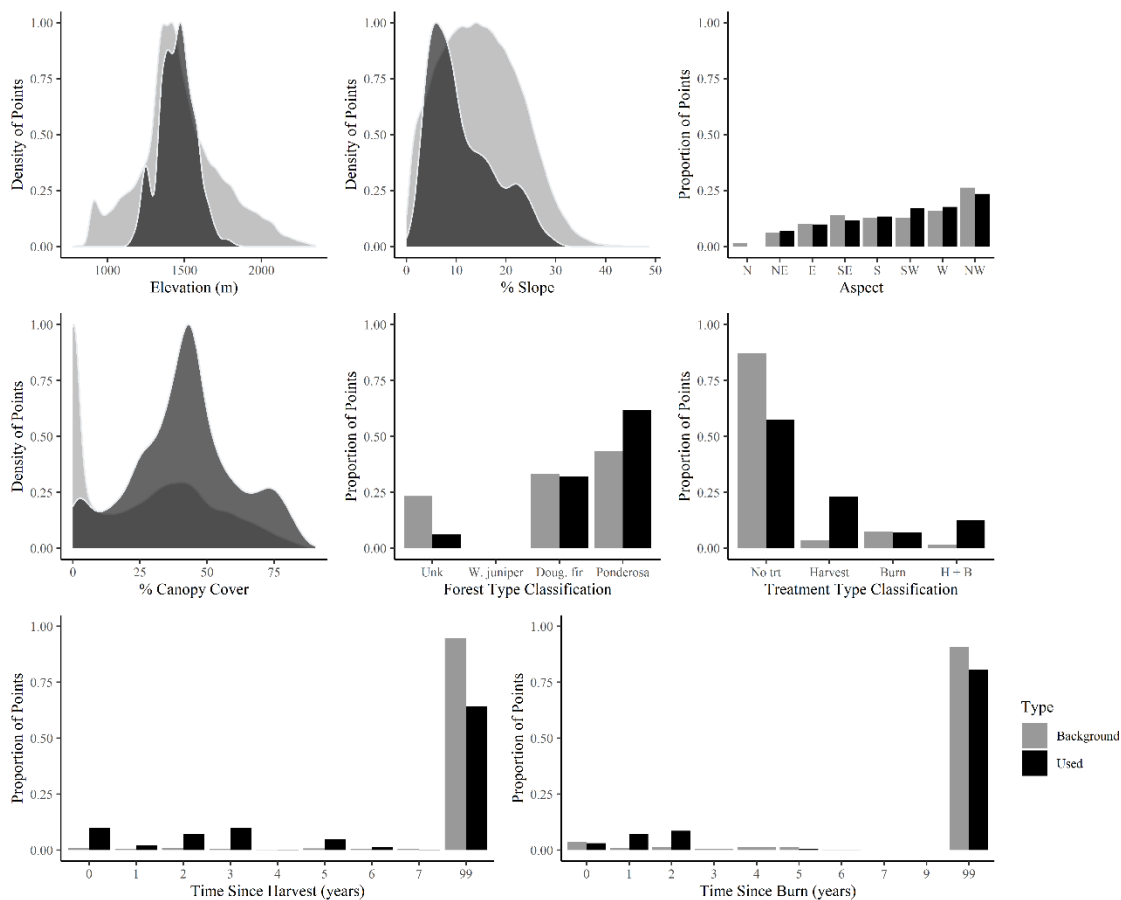 Density of Points
1.00
0.75
0.50
0.25
0.00
1000 1500 2000
Elevation (m)
Density of Points
1.00
0.75
0.50
0.25
0.00
0 10 20 30 40 50
% Slope
Proportion of Points
1.00
0.75
0.50
0.25
0.00
N NE E SE S SW W NW
Aspect
Density of Points
1.00
0.75
0.50
0.25
0.00
0 25 50 75
% Canopy Cover
Proportion of Points
1.00
0.75
0.50
0.25
0.00
Unk W. juniper Doug. fir Ponderosa
Forest Type Classification
Proportion of Points
1.00
0.75
0.50
0.25
0.00
No trt Harvest Burn H + B
Treatment Type Classification
Proportion of Points
1.00
0.75
0.50
0.25
0.00
0 1 2 3 4 5 6 7 99
Time Since Harvest (years)
Proportion of Points
1.00
0.75
0.50
0.25
0.00
0 1 2 3 4 5 6 7 9 99
Time Since Burn (years)
Type
Background
Used